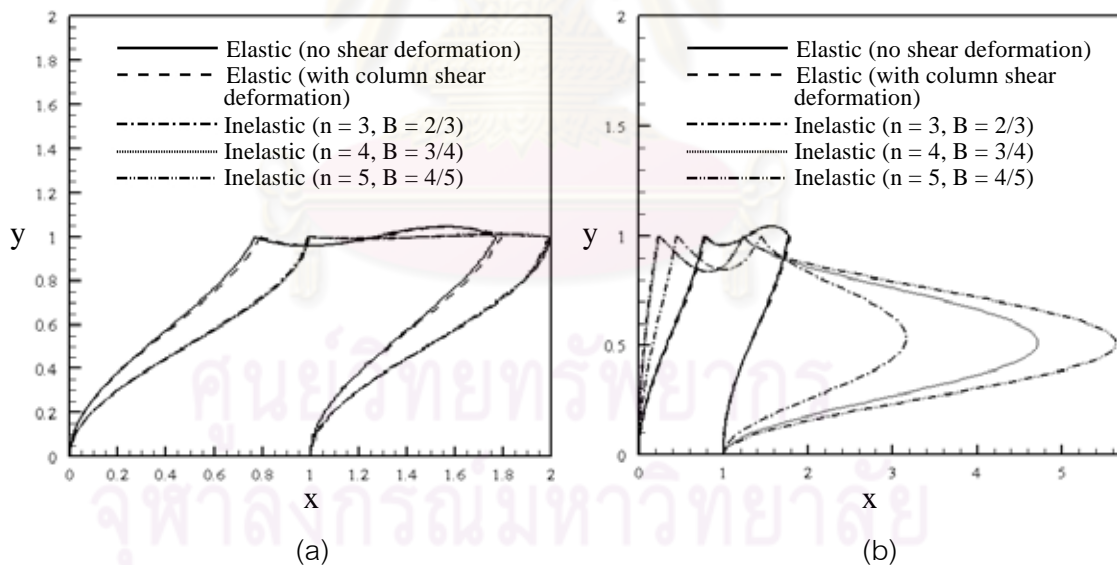 2
1.8
1.6
1.4
1.2
1
0.8
0.6
0.4
0.2
0
y
Elastic (no shear deformation)
Elastic (with column shear
deformation)
Inelastic (n = 3, B = 2/3)
Inelastic (n = 4, B = 3/4)
Inelastic (n = 5, B = 4/5)
0 0.2 0.4 0.6 0.8 1 1.2 1.4 1.6 1.8 2
x
(a)
2
1.5
1
0.5
0
y
Elastic (no shear deformation)
Elastic (with column shear
deformation)
Inelastic (n = 3, B = 2/3)
Inelastic (n = 4, B = 3/4)
Inelastic (n = 5, B = 4/5)
0 1 2 3 4 5
x
(b)
ศูนย์วิทยทรัพยากร
จุฬาลงกรณ์มหาวิทยาลัย